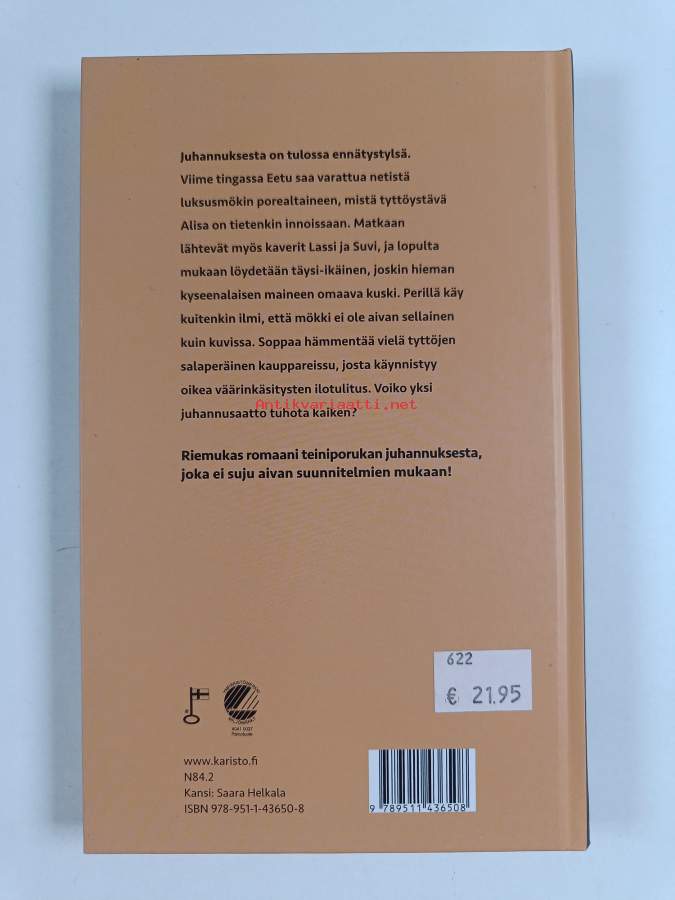 Juhannuksesta on tulossa ennätystylsä.
Viime tingassa Eetu saa varattua netistä
luksusmökin porealtaineen, mistä tyttöystävä
Alisa on tietenkin innoissaan. Matkaan
lähtevät myös kaverit Lassi ja Suvi, ja lopulta
mukaan löydetään täysi-ikäinen, joskin hieman
kyseenalaisen maineen omaava kuski. Perillä käy
kuitenkin ilmi, että mökki ei ole aivan sellainen
kuin kuvissa. Soppaa hämmentää vielä tyttöjen
salaperäinen kauppareissu, josta käynnistyy
oikea väärinkäsitysten ilotulitus. Voiko yksi
Antikvariaatti.net
juhannusaatto tuhota kaiken?
Riemukas romaani teiniporukan juhannuksesta,
joka ei suju aivan suunnitelmien mukaan!
622
€ 21.95
www.karisto.fi
N84.2
Kansi: Saara Helkala
ISBN 978-951-1-43650-8
9 789511 436508